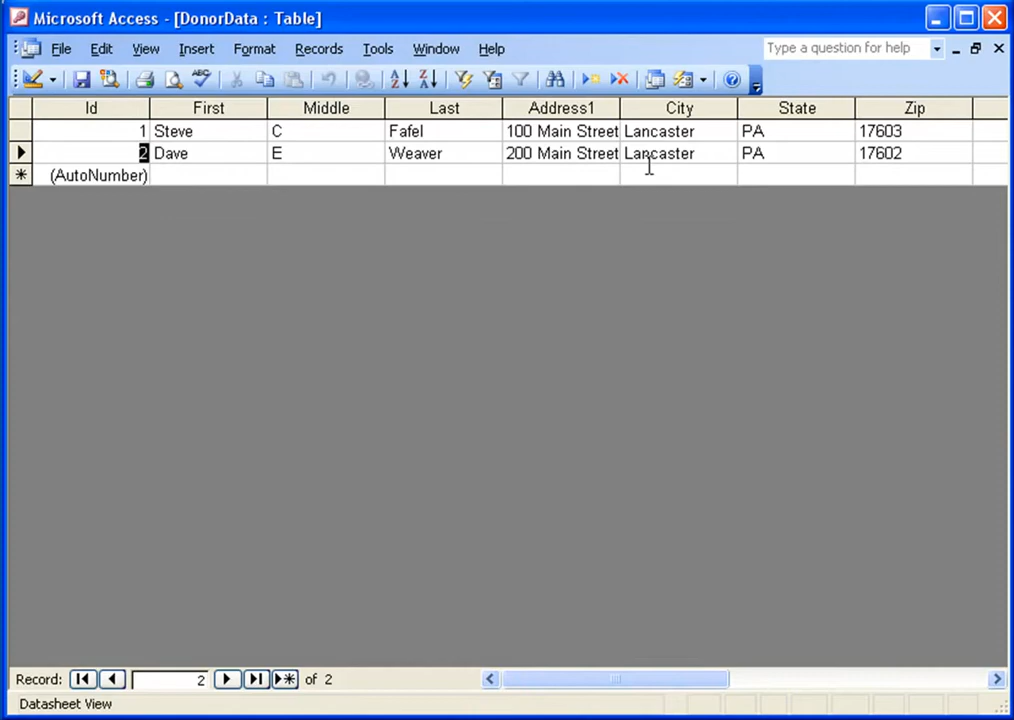 Microsoft Access - [DonorData : Table]
File Edit View Insert Format Records Tools Window Help Type a question for help
Id First Middle Last Address1 City State Zip
1 Steve C Fafel 100 Main Street Lancaster PA 17603
2 Dave E Weaver 200 Main Street Lancaster PA 17602
(AutoNumber)
Record: 2 of 2
Datasheet View